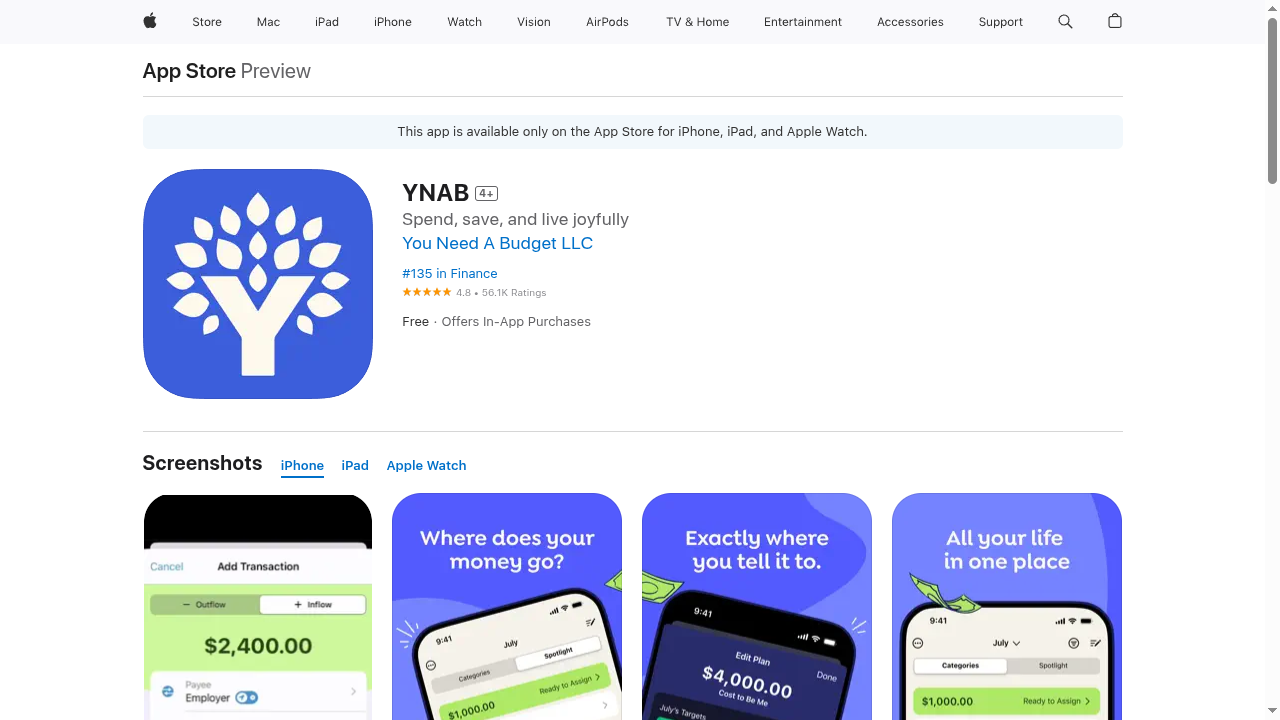 Store Mac iPad iPhone Watch Vision AirPods TV & Home Entertainment Accessories Support
App Store Preview
This app is available only on the App Store for iPhone, iPad, and Apple Watch.
YNAB 4+
Spend, save, and live joyfully
You Need A Budget LLC
#135 in Finance
4.8 • 56.1K Ratings
Free · Offers In-App Purchases
Screenshots iPhone iPad Apple Watch
Cancel Add Transaction
− Outflow + Inflow
$2,400.00
Payee
Employer
Where does your
money go?
9:41
July
Categories Spotlight
$1,000.00 Ready to Assign
Exactly where
you tell it to.
9:41
Edit Plan
Done
$4,000.00
Cost to Be Me
July's Targets
All your life
in one place
9:41
July
Categories Spotlight
$1,000.00 Ready to Assign